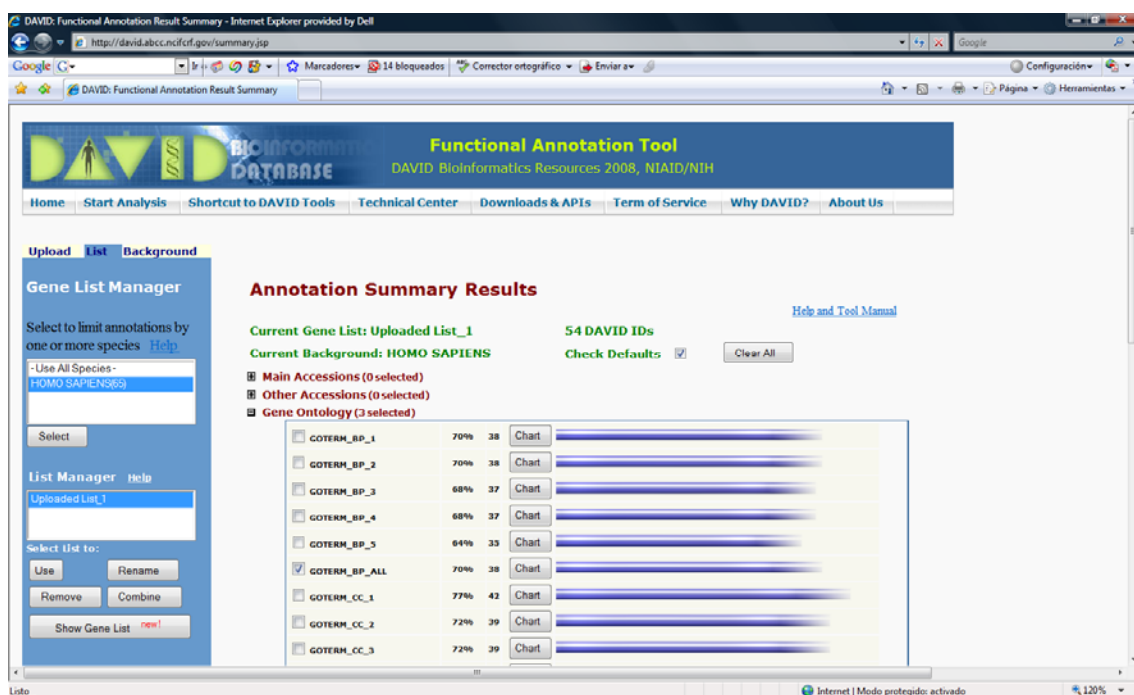 DAVID: Functional Annotation Result Summary - Internet Explorer provided by Dell
http://david.abcc.ncifcrf.gov/summary.jsp
Google
Google
Ir
Marcadores
14 bloqueados
Corrector ortográfico
Enviar a
Configuración
DAVID: Functional Annotation Result Summary
Página
Herramientas
DAVID BIOINFORMATICS DATABASE
Functional Annotation Tool
DAVID Bioinformatics Resources 2008, NIAID/NIH
Home Start Analysis Shortcut to DAVID Tools Technical Center Downloads & APIs Term of Service Why DAVID? About Us
Upload List Background
Gene List Manager
Select to limit annotations by
one or more species Help
- Use All Species -
HOMO SAPIENS(65)
Select
List Manager Help
Uploaded List_1
Select List to:
Use Rename
Remove Combine
Show Gene List new!
Annotation Summary Results
Help and Tool Manual
Current Gene List: Uploaded List_1 54 DAVID IDs
Current Background: HOMO SAPIENS Check Defaults Clear All
Main Accessions (0 selected)
Other Accessions (0 selected)
Gene Ontology (3 selected)
GOTERM_BP_1 70% 38 Chart
GOTERM_BP_2 70% 38 Chart
GOTERM_BP_3 68% 37 Chart
GOTERM_BP_4 68% 37 Chart
GOTERM_BP_5 64% 35 Chart
GOTERM_BP_ALL 70% 38 Chart
GOTERM_CC_1 77% 42 Chart
GOTERM_CC_2 72% 39 Chart
GOTERM_CC_3 72% 39 Chart
Listo
Internet | Modo protegido: activado
120%